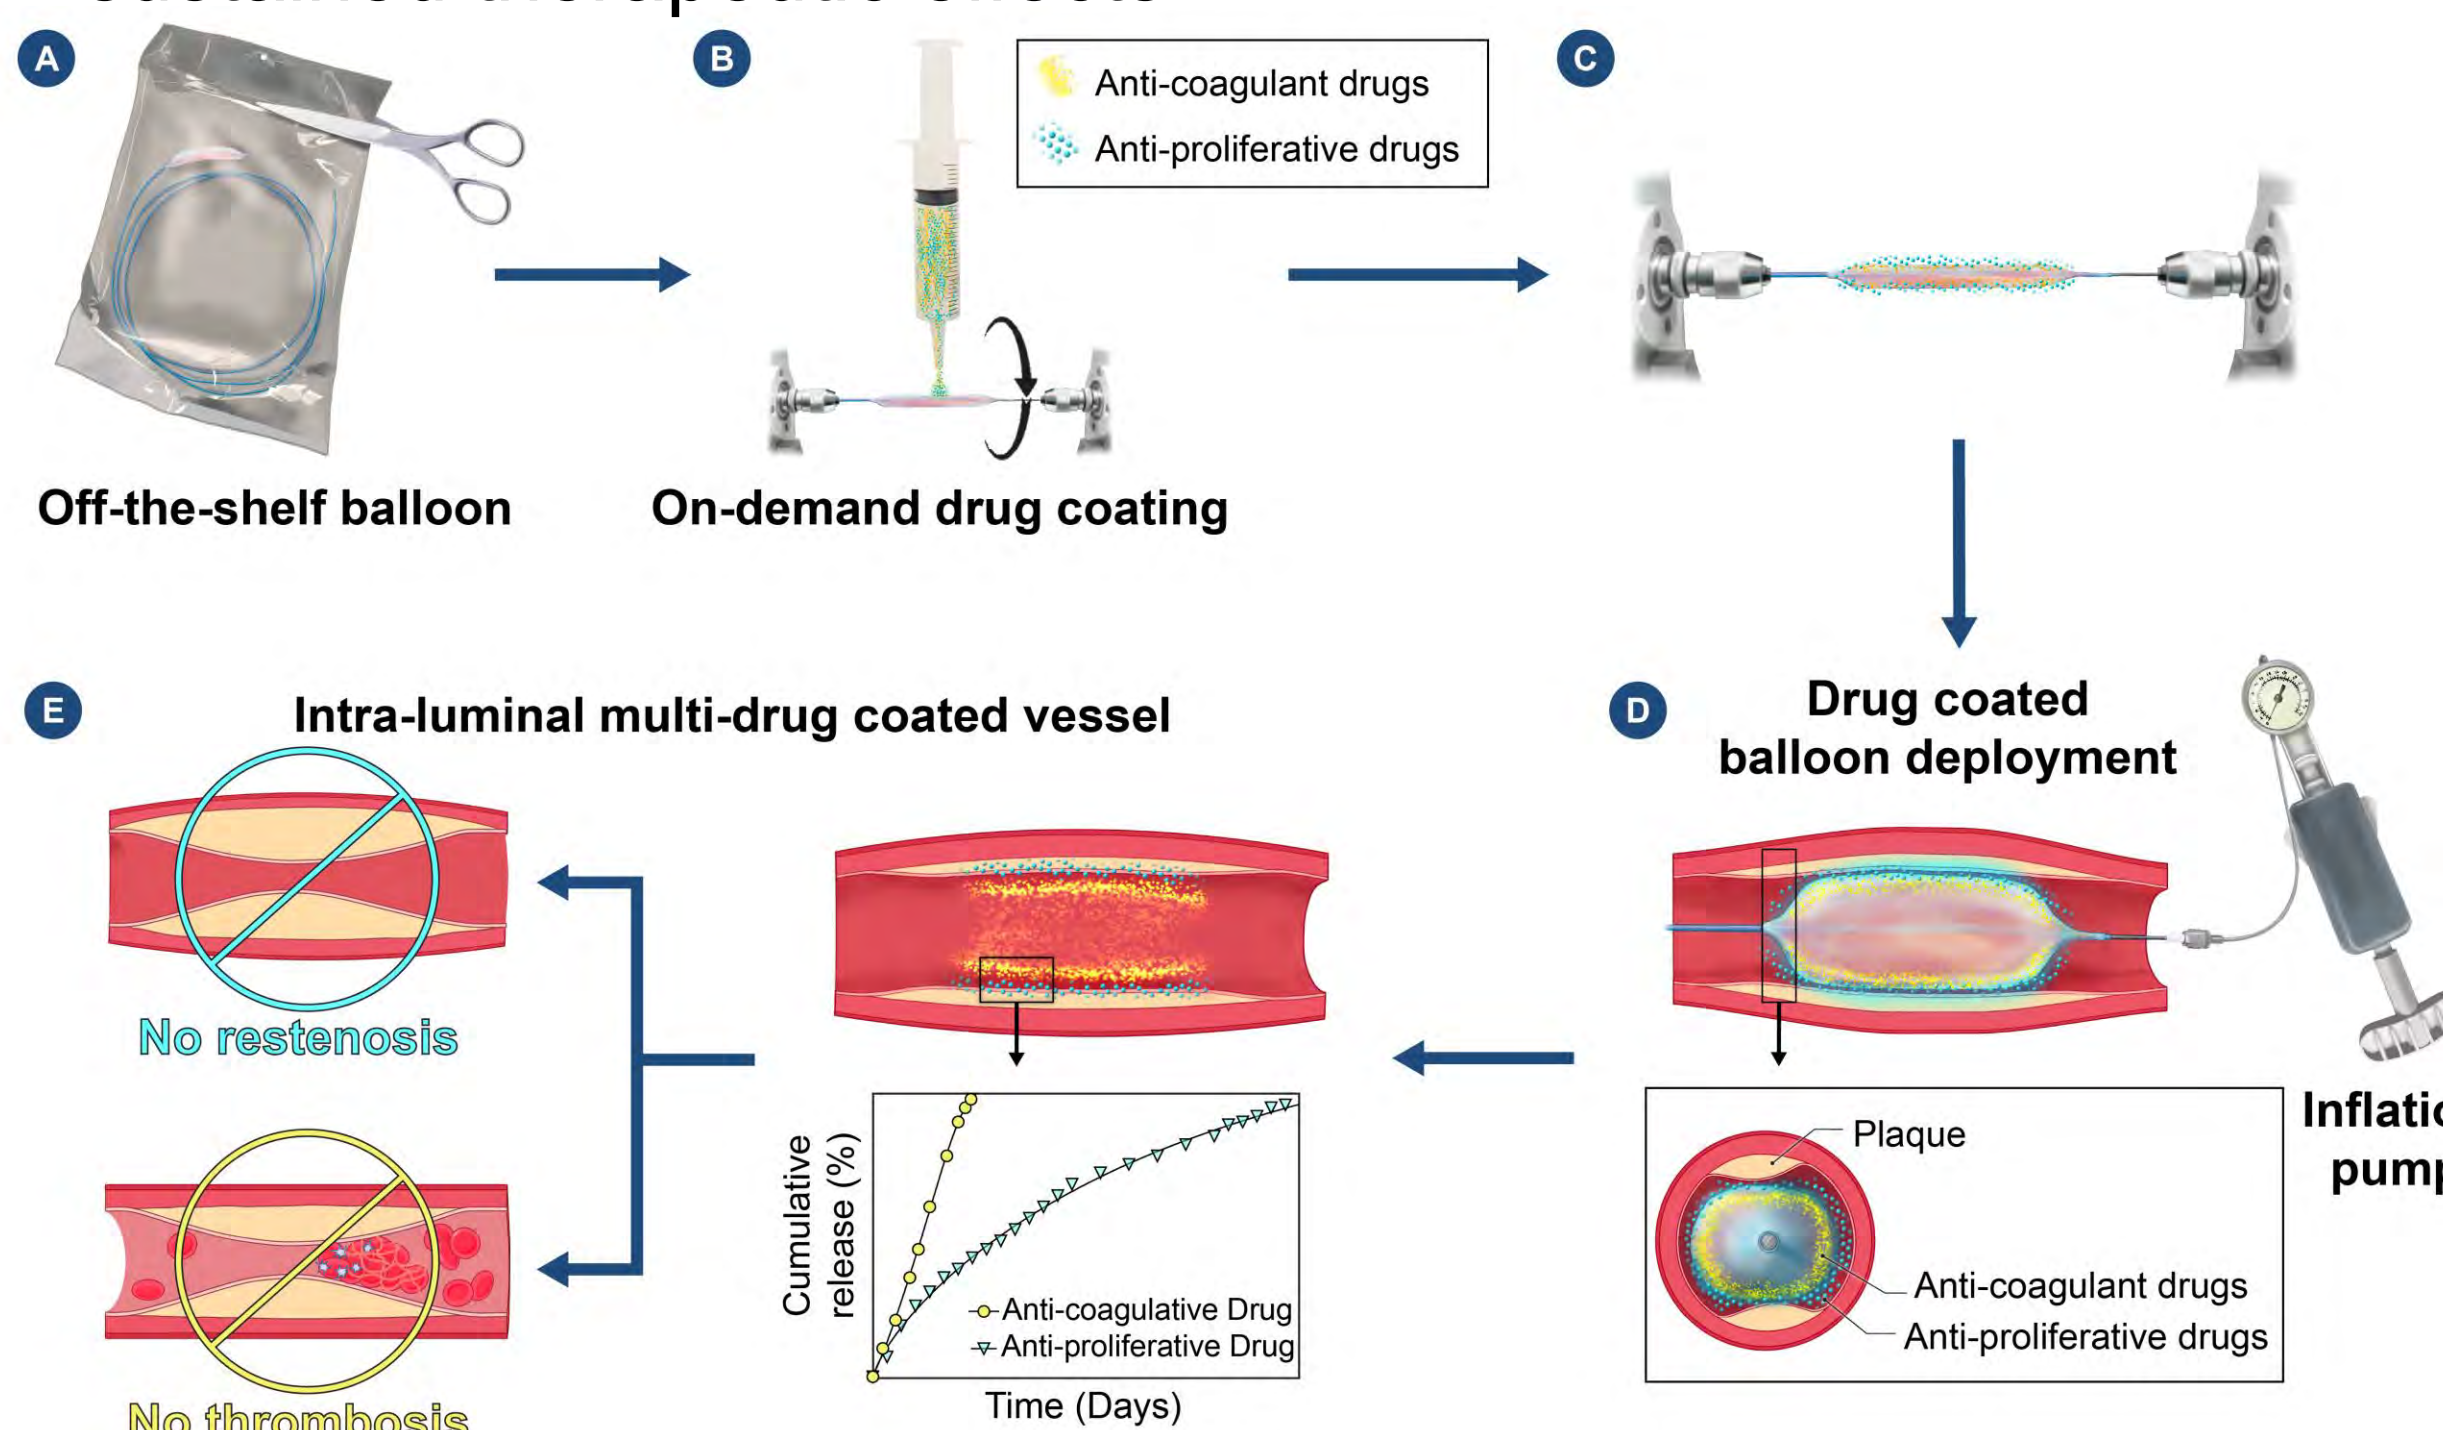 A
B
Anti-coagulant drugs
Anti-proliferative drugs
C
Off-the-shelf balloon
On-demand drug coating
E
Intra-luminal multi-drug coated vessel
D
Drug coated
balloon deployment
No restenosis
No thrombosis
Cumulative
release (%)
Anti-coagulative Drug
Anti-proliferative Drug
Time (Days)
Plaque
Anti-coagulant drugs
Anti-proliferative drugs